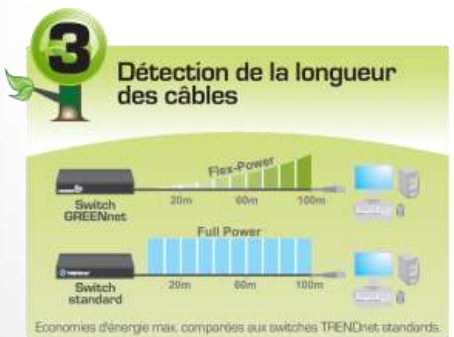 3
Détection de la longueur
des câbles
Flex-Power
20m 60m 100m
Switch
GREENnet
Full Power
20m 60m 100m
Switch
standard
Economies d'énergie max. comparées aux switches TRENDnet standards.